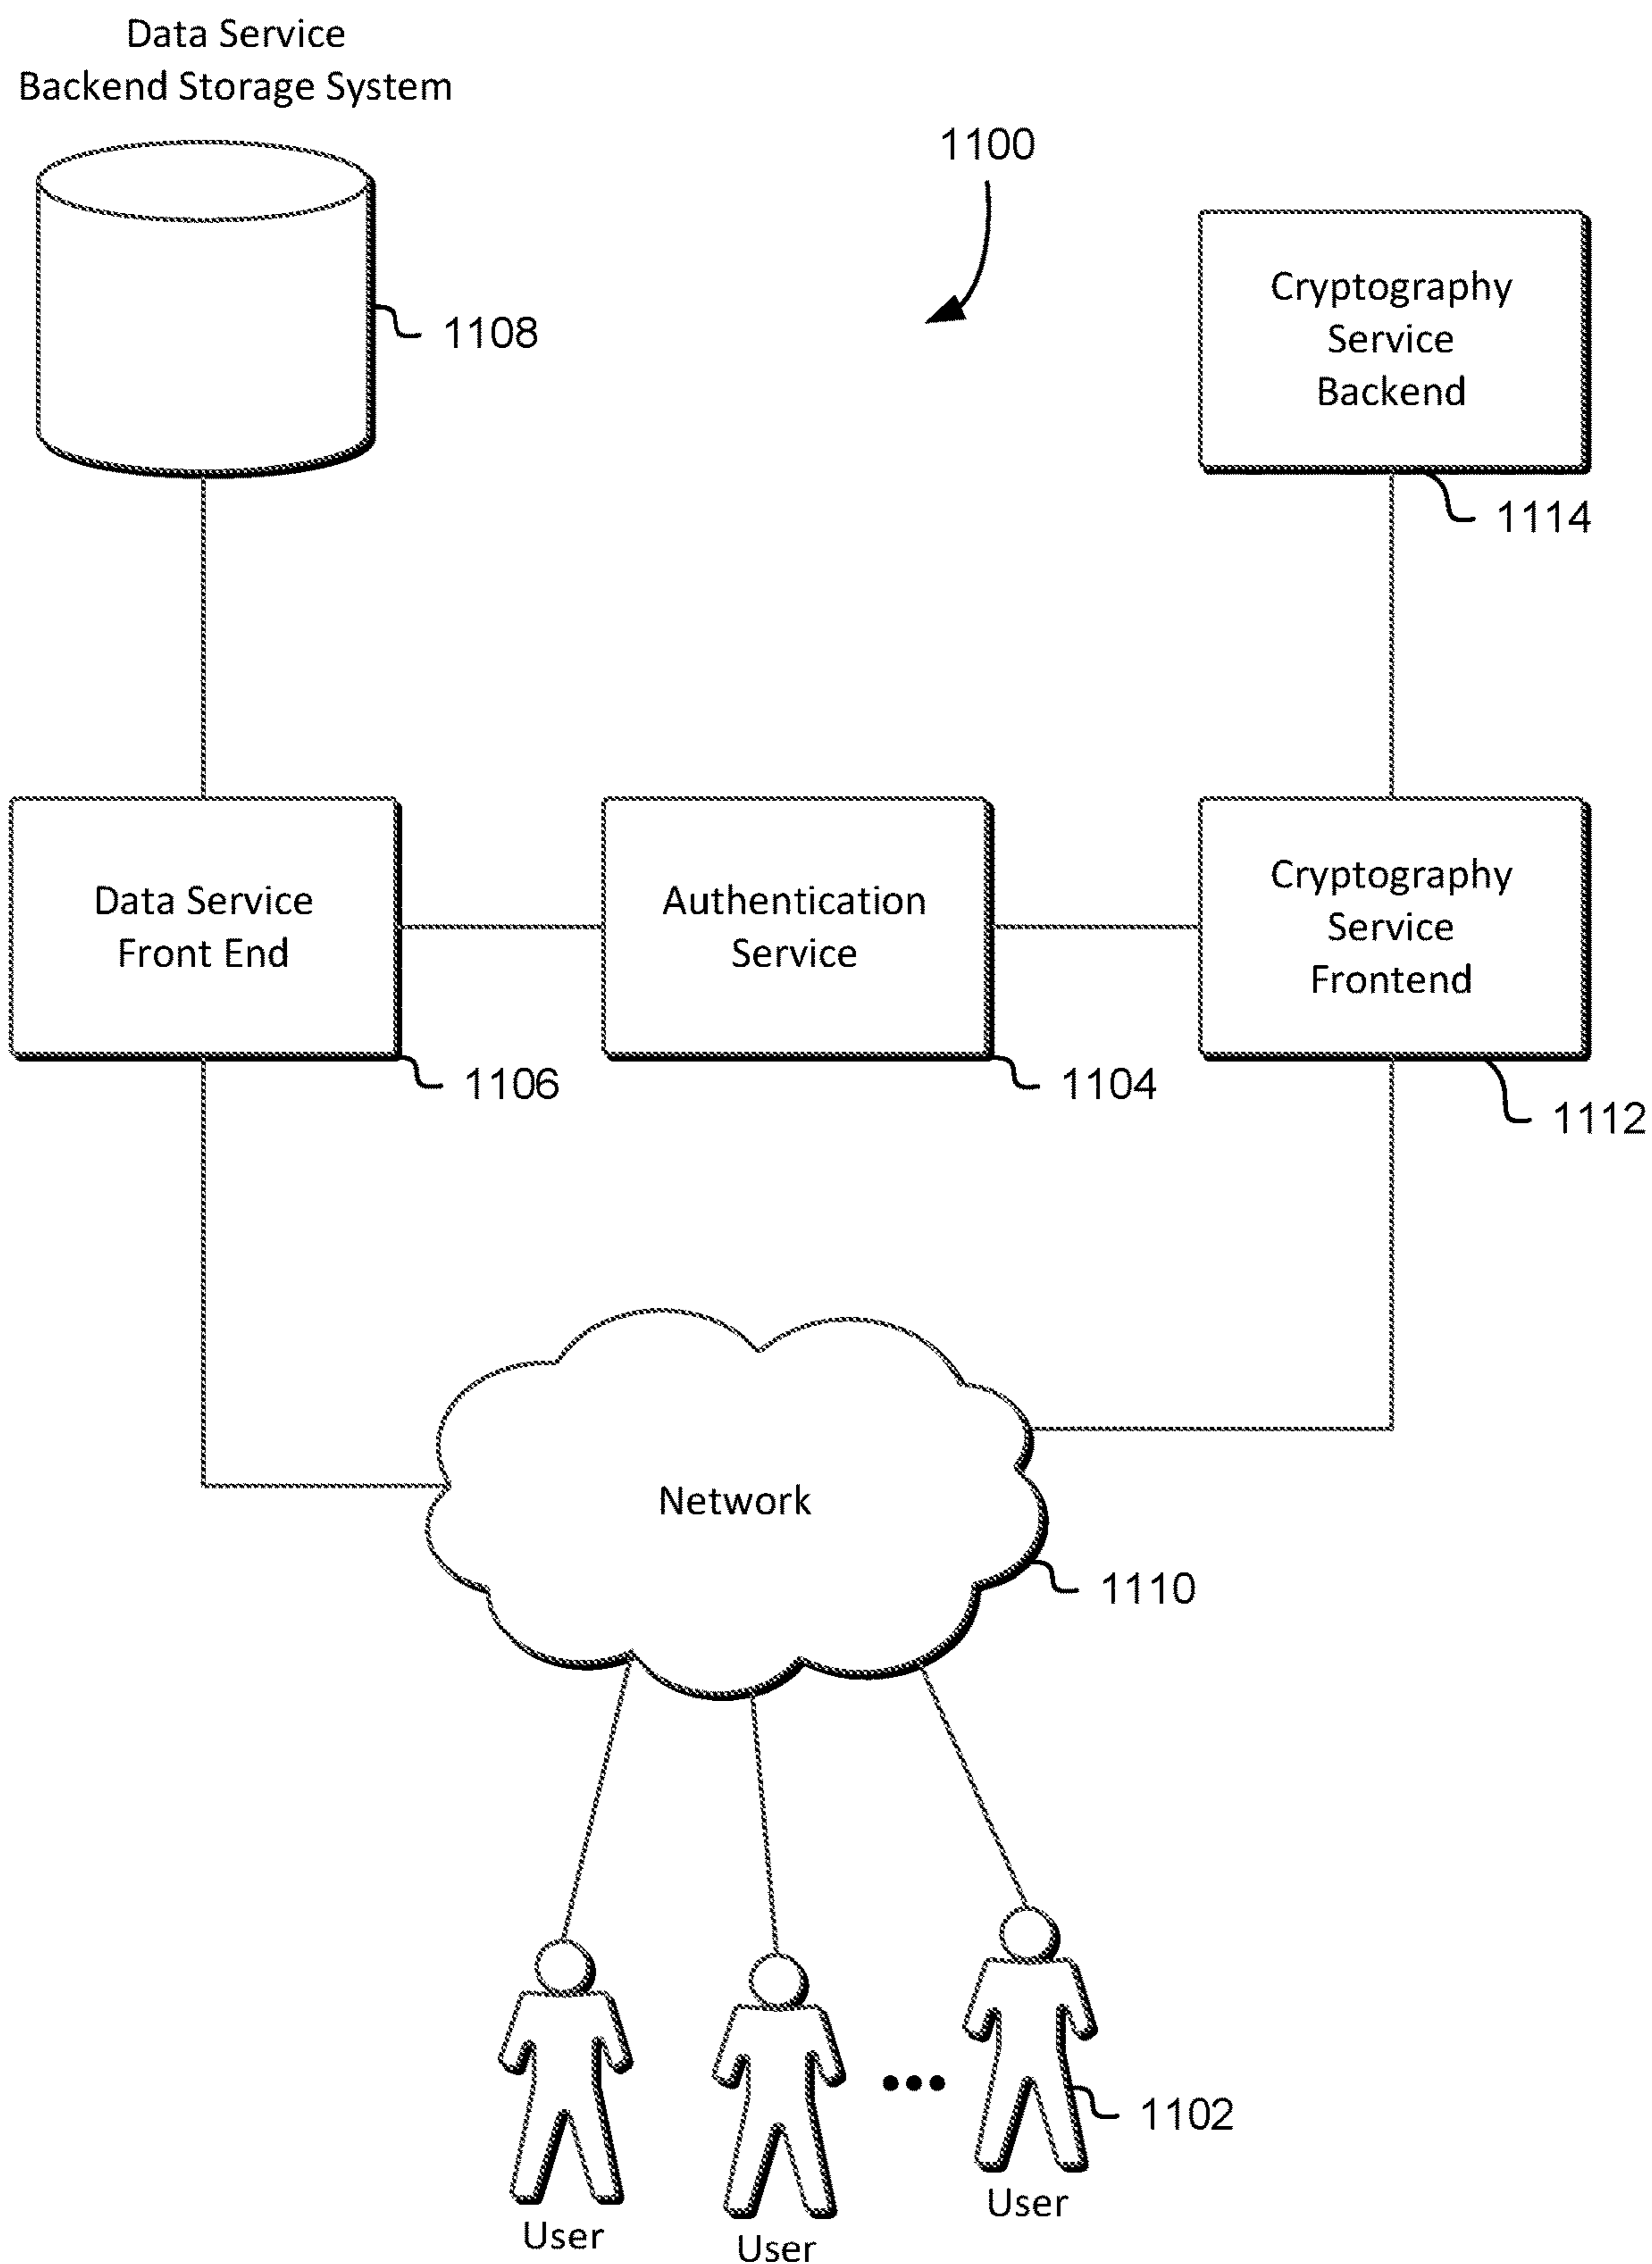 Data Service
Backend Storage System
1100
1108
Cryptography
Service
Backend
1114
Data Service
Front End
1106
Authentication
Service
1104
Cryptography
Service
Frontend
1112
Network
1110
1102
User
User
User